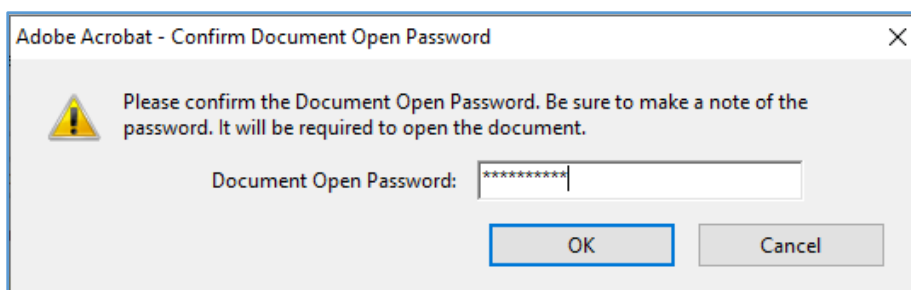 Adobe Acrobat - Confirm Document Open Password
Please confirm the Document Open Password. Be sure to make a note of the
password. It will be required to open the document.
Document Open Password: **********
OK Cancel